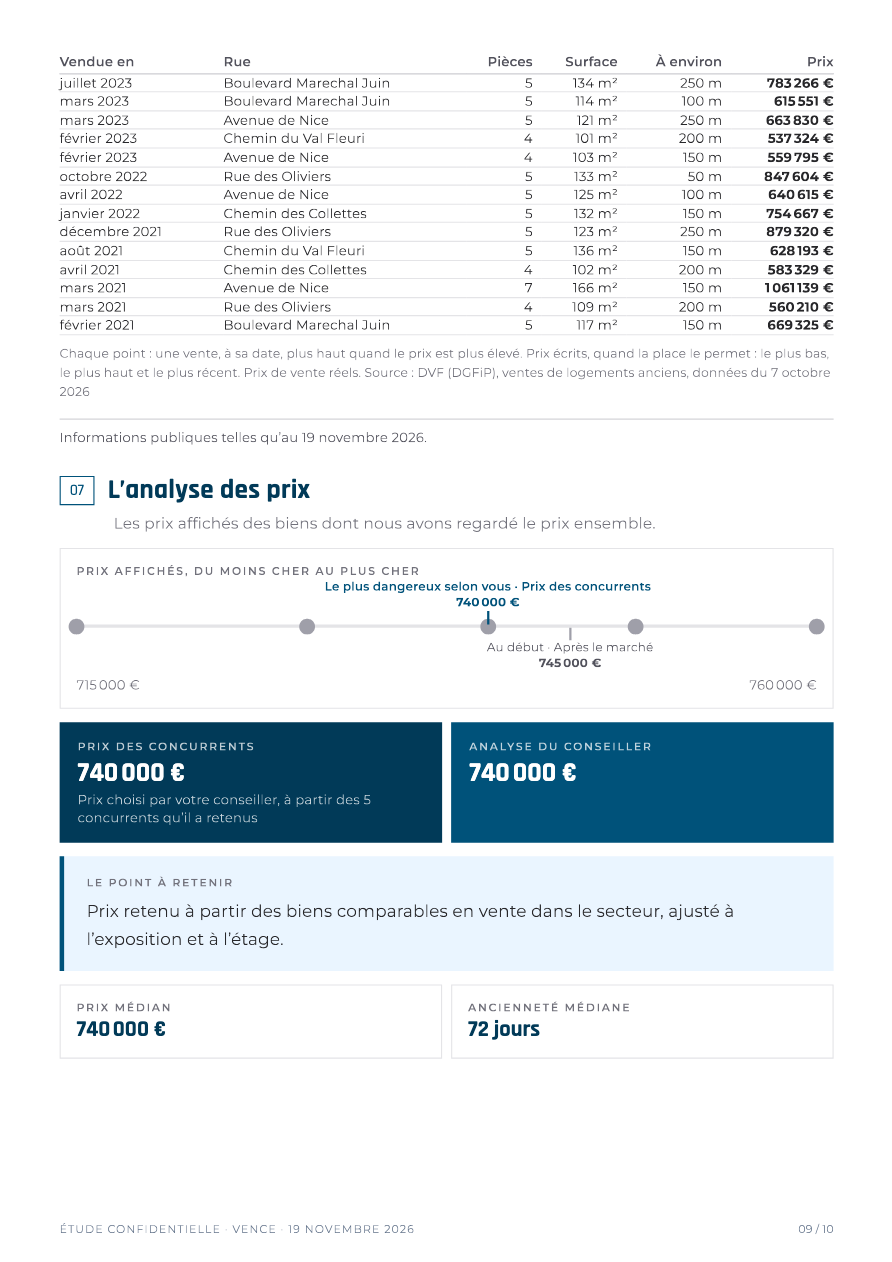 Vendue en Rue Pièces Surface À environ Prix
juillet 2023 Boulevard Marechal Juin 5 134 m² 250 m 783 266 €
mars 2023 Boulevard Marechal Juin 5 114 m² 100 m 615 551 €
mars 2023 Avenue de Nice 5 121 m² 250 m 663 830 €
février 2023 Chemin du Val Fleuri 4 101 m² 200 m 537 324 €
février 2023 Avenue de Nice 4 103 m² 150 m 559 795 €
octobre 2022 Rue des Oliviers 5 133 m² 50 m 847 604 €
avril 2022 Avenue de Nice 5 125 m² 100 m 640 615 €
janvier 2022 Chemin des Collettes 5 132 m² 150 m 754 667 €
décembre 2021 Rue des Oliviers 5 123 m² 250 m 879 320 €
août 2021 Chemin du Val Fleuri 5 136 m² 150 m 628 193 €
avril 2021 Chemin des Collettes 4 102 m² 200 m 583 329 €
mars 2021 Avenue de Nice 7 166 m² 150 m 1 061 139 €
mars 2021 Rue des Oliviers 4 109 m² 200 m 560 210 €
février 2021 Boulevard Marechal Juin 5 117 m² 150 m 669 325 €
Chaque point : une vente, à sa date, plus haut quand le prix est plus élevé. Prix écrits, quand la place le permet : le plus bas,
le plus haut et le plus récent. Prix de vente réels. Source : DVF (DGFiP), ventes de logements anciens, données du 7 octobre
2026
Informations publiques telles qu'au 19 novembre 2026.
07 L'analyse des prix
Les prix affichés des biens dont nous avons regardé le prix ensemble.
PRIX AFFICHÉS, DU MOINS CHER AU PLUS CHER
Le plus dangereux selon vous · Prix des concurrents
740 000 €
Au début · Après le marché
745 000 €
715 000 € 760 000 €
PRIX DES CONCURRENTS
740 000 €
Prix choisi par votre conseiller, à partir des 5
concurrents qu'il a retenus
ANALYSE DU CONSEILLER
740 000 €
LE POINT À RETENIR
Prix retenu à partir des biens comparables en vente dans le secteur, ajusté à
l'exposition et à l'étage.
PRIX MÉDIAN
740 000 €
ANCIENNETÉ MÉDIANE
72 jours
ÉTUDE CONFIDENTIELLE · VENCE · 19 NOVEMBRE 2026 09 / 10